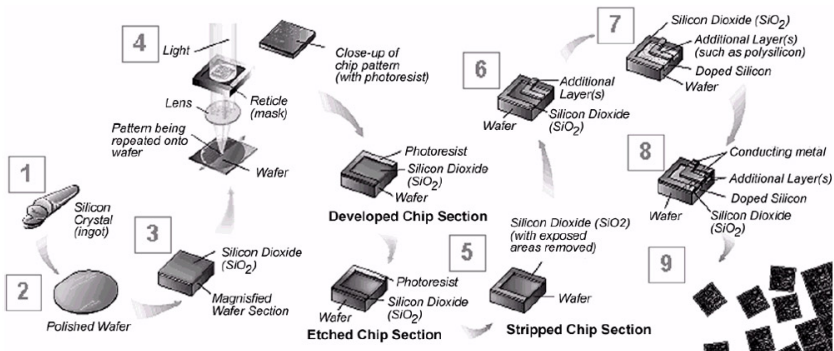 1
Silicon
Crystal
(ingot)
2
Polished Wafer
3
Silicon Dioxide
(SiO2)
Magnisfied
Wafer Section
4
Light
Reticle
(mask)
Lens
Pattern being
repeated onto
wafer
Wafer
Close-up of
chip pattern
(with photoresist)
Photoresist
Silicon Dioxide
(SiO2)
Wafer
Developed Chip Section
Photoresist
Silicon Dioxide
(SiO2)
Wafer
Etched Chip Section
5
Silicon Dioxide (SiO2)
(with exposed
areas removed)
Wafer
Stripped Chip Section
6
Additional
Layer(s)
Silicon Dioxide
(SiO2)
Wafer
7
Silicon Dioxide (SiO2)
Additional Layer(s)
(such as polysilicon)
Doped Silicon
Wafer
8
Conducting metal
Additional Layer(s)
Doped Silicon
Silicon Dioxide
(SiO2)
Wafer
9